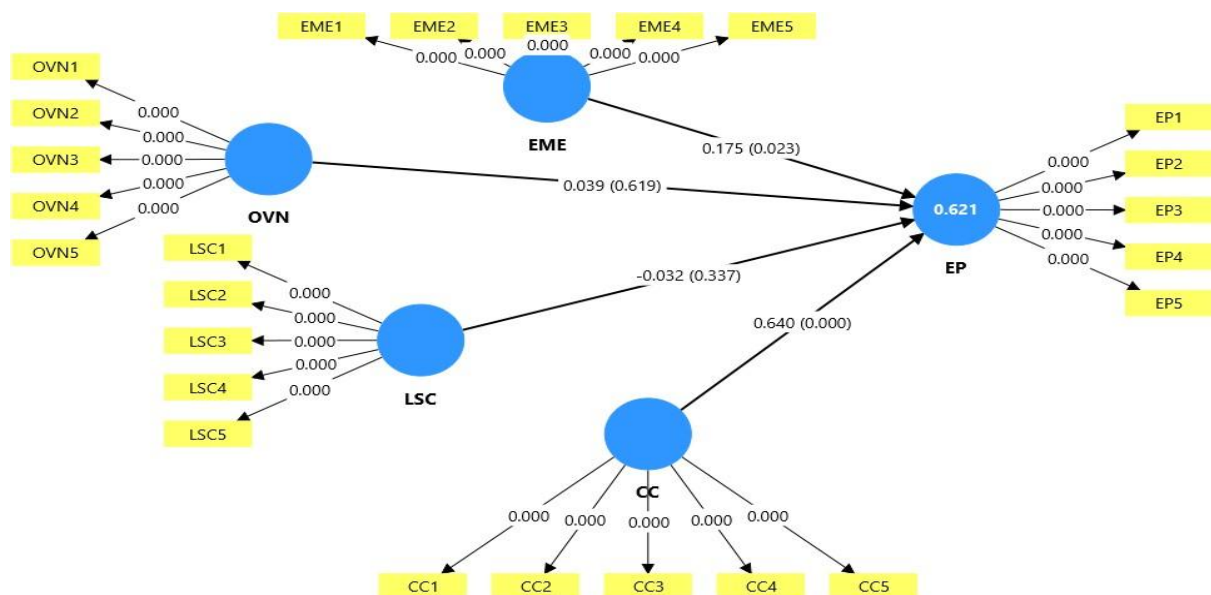 EME1
EME2
EME3
EME4
EME5
0.000
0.000
0.000
0.000
0.000
EME
OVN1
OVN2
OVN3
OVN4
OVN5
0.000
0.000
0.000
0.000
0.000
OVN
0.175 (0.023)
0.039 (0.619)
-0.032 (0.337)
0.640 (0.000)
0.621
EP
0.000
0.000
0.000
0.000
0.000
EP1
EP2
EP3
EP4
EP5
LSC1
LSC2
LSC3
LSC4
LSC5
0.000
0.000
0.000
0.000
0.000
LSC
CC
0.000
0.000
0.000
0.000
0.000
CC1
CC2
CC3
CC4
CC5